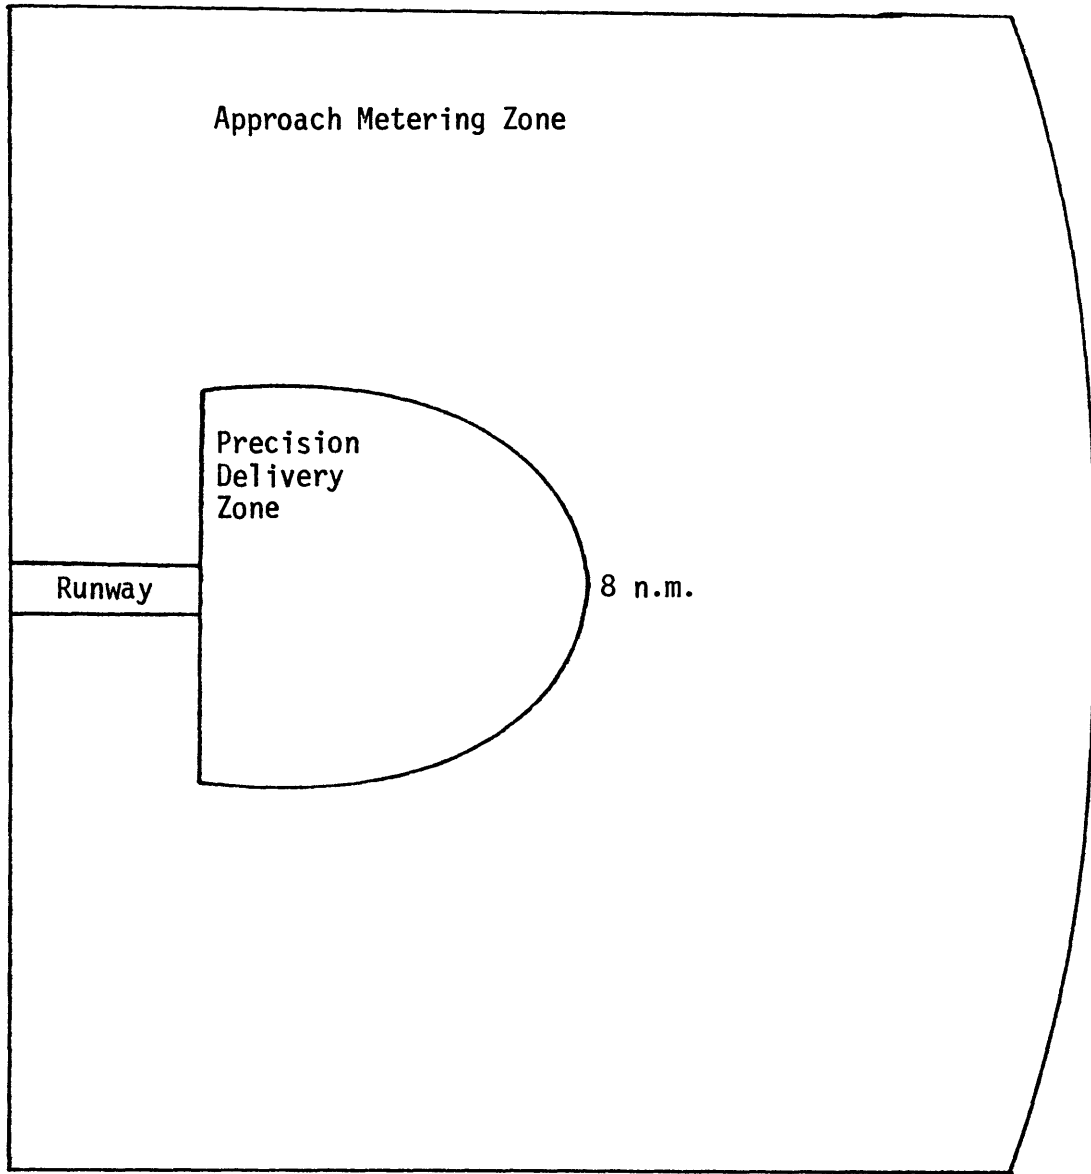 Approach Metering Zone
Precision
Delivery
Zone
Runway
8 n.m.